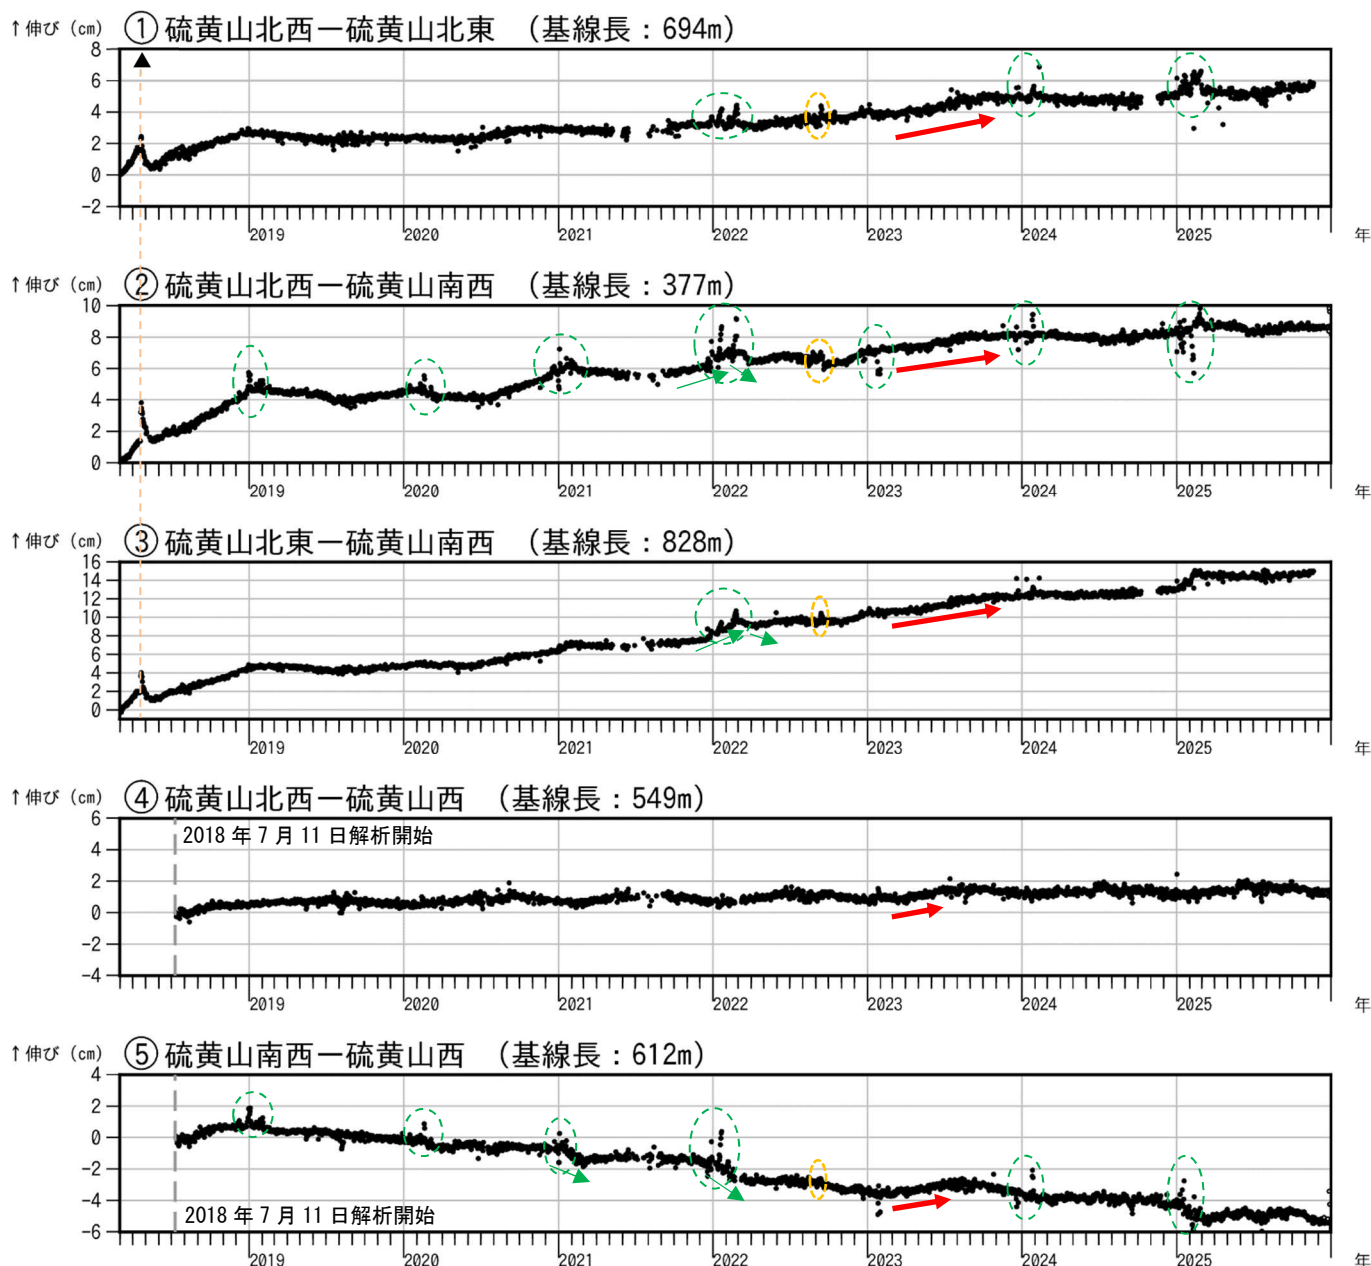 ↑伸び（cm） ①硫黄山北西－硫黄山北東 （基線長：694m）
8
6
4
2
0
-2
2019 2020 2021 2022 2023 2024 2025 年
↑伸び（cm） ②硫黄山北西－硫黄山南西 （基線長：377m）
10
8
6
4
2
0
2019 2020 2021 2022 2023 2024 2025 年
↑伸び（cm） ③硫黄山北東－硫黄山南西 （基線長：828m）
16
14
12
10
8
6
4
2
0
2019 2020 2021 2022 2023 2024 2025 年
↑伸び（cm） ④硫黄山北西－硫黄山西 （基線長：549m）
6
2018年7月11日解析開始
4
2
0
-2
-4
2019 2020 2021 2022 2023 2024 2025 年
↑伸び（cm） ⑤硫黄山南西－硫黄山西 （基線長：612m）
4
2
0
-2
-4
2018年7月11日解析開始
-6
2019 2020 2021 2022 2023 2024 2025 年